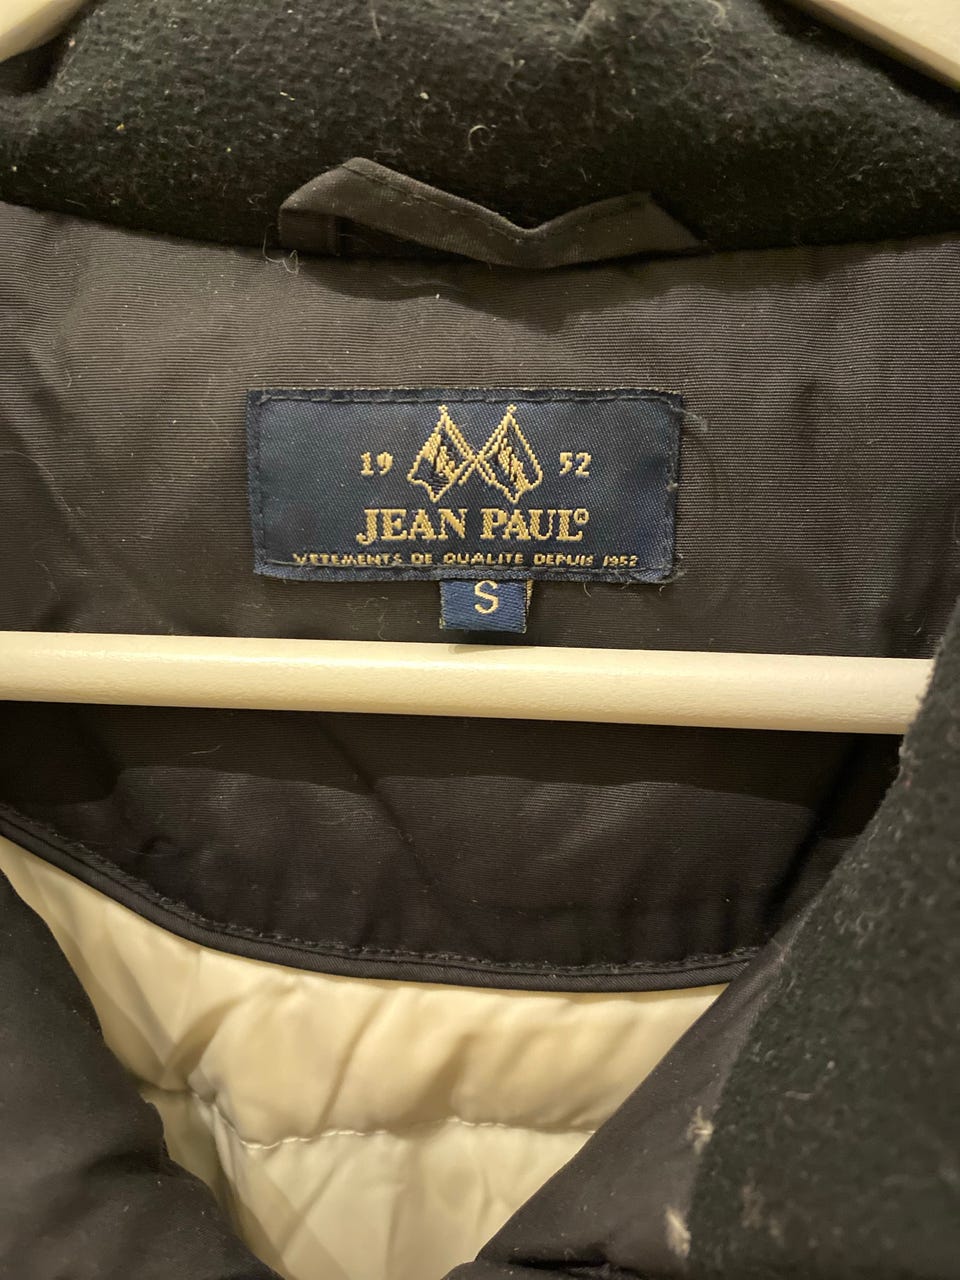 19 52
JEAN PAUL®
VETEMENTS DE QUALITE DEPUIS 1952
S